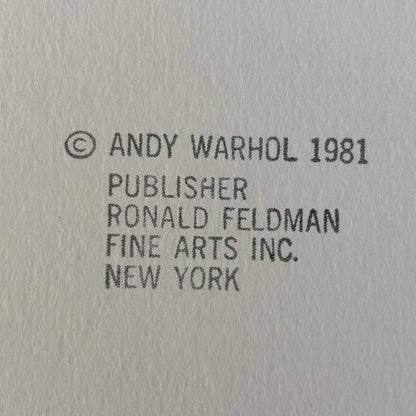 © ANDY WARHOL 1981
PUBLISHER
RONALD FELDMAN
FINE ARTS INC.
NEW YORK